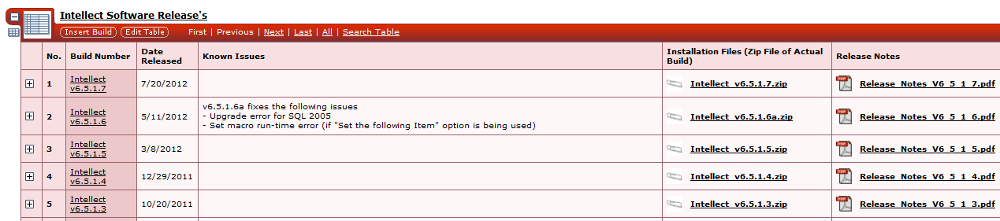 Intellect Software Release's
Insert Build Edit Table First | Previous | Next | Last | All | Search Table
No. Build Number Date Released Known Issues Installation Files (Zip File of Actual Build) Release Notes
1 Intellect v6.5.1.7 7/20/2012 Intellect_v6.5.1.7.zip Release_Notes_V6_5_1_7.pdf
2 Intellect v6.5.1.6 5/11/2012 v6.5.1.6a fixes the following issues
- Upgrade error for SQL 2005
- Set macro run-time error (if "Set the following Item" option is being used)
Intellect_v6.5.1.6a.zip Release_Notes_V6_5_1_6.pdf
3 Intellect v6.5.1.5 3/8/2012 Intellect_v6.5.1.5.zip Release_Notes_V6_5_1_5.pdf
4 Intellect v6.5.1.4 12/29/2011 Intellect_v6.5.1.4.zip Release_Notes_V6_5_1_4.pdf
5 Intellect v6.5.1.3 10/20/2011 Intellect_v6.5.1.3.zip Release_Notes_V6_5_1_3.pdf